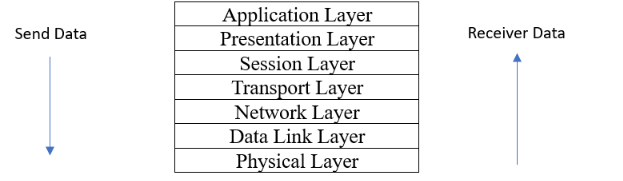 Send Data
Application Layer
Presentation Layer
Session Layer
Transport Layer
Network Layer
Data Link Layer
Physical Layer
Receiver Data